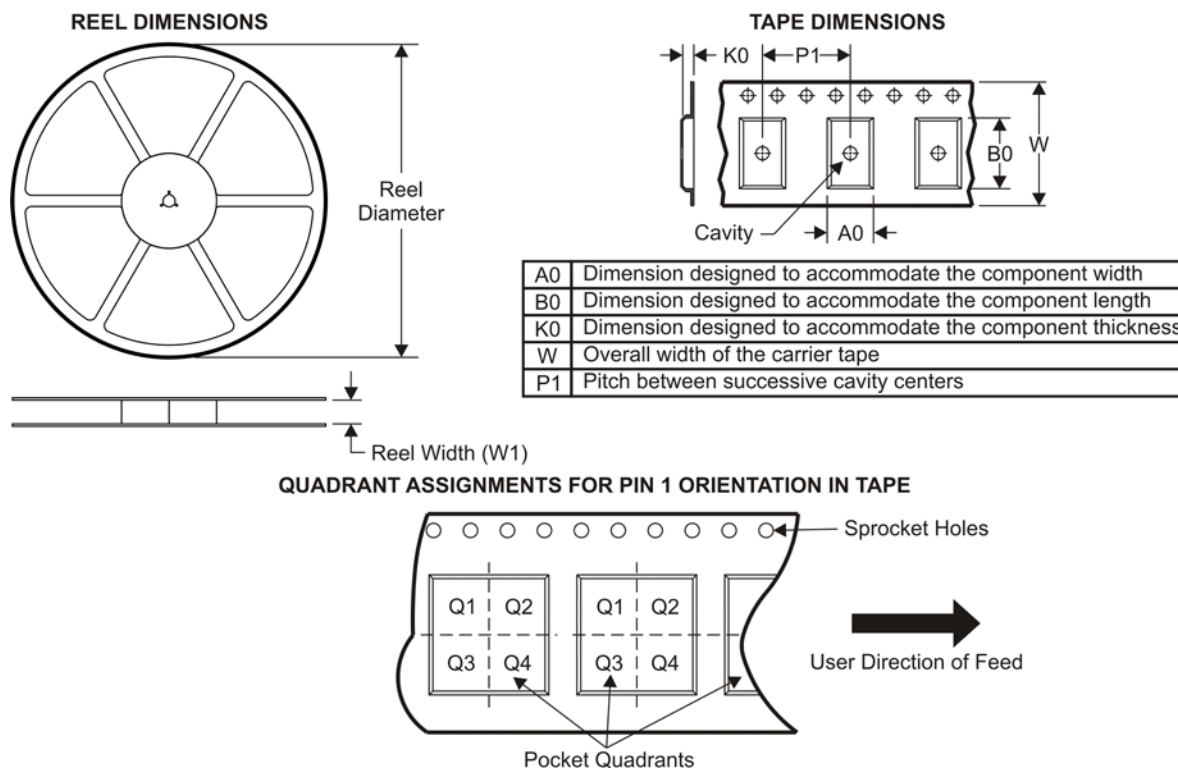 REEL DIMENSIONS
Reel
Diameter
Reel Width (W1)
TAPE DIMENSIONS
K0
P1
B0
W
Cavity
A0
A0 Dimension designed to accommodate the component width
B0 Dimension designed to accommodate the component length
K0 Dimension designed to accommodate the component thickness
W Overall width of the carrier tape
P1 Pitch between successive cavity centers
QUADRANT ASSIGNMENTS FOR PIN 1 ORIENTATION IN TAPE
Sprocket Holes
Q1 Q2 Q1 Q2
Q3 Q4 Q3 Q4
User Direction of Feed
Pocket Quadrants